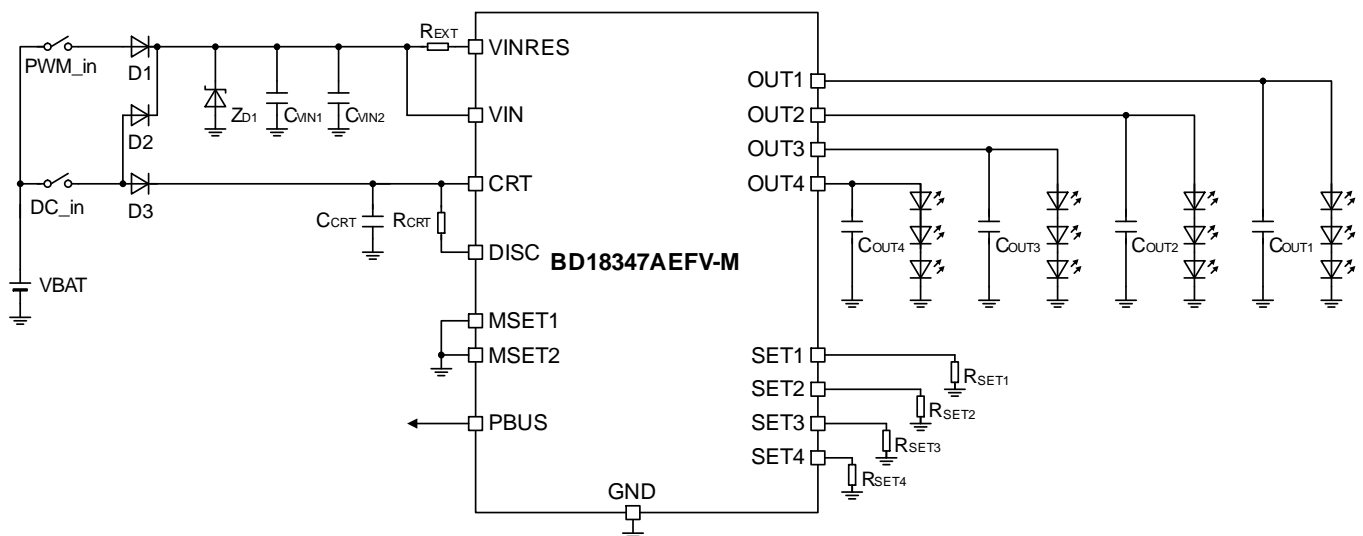 PWM_in
D1
D2
DC_in
D3
VBAT
ZD1
CVIN1
CVIN2
REXT
CCRT
RCRT
VINRES
VIN
CRT
DISC
MSET1
MSET2
PBUS
GND
BD18347AEFV-M
OUT1
OUT2
OUT3
OUT4
SET1
SET2
SET3
SET4
COUT4
COUT3
COUT2
COUT1
RSET1
RSET2
RSET3
RSET4